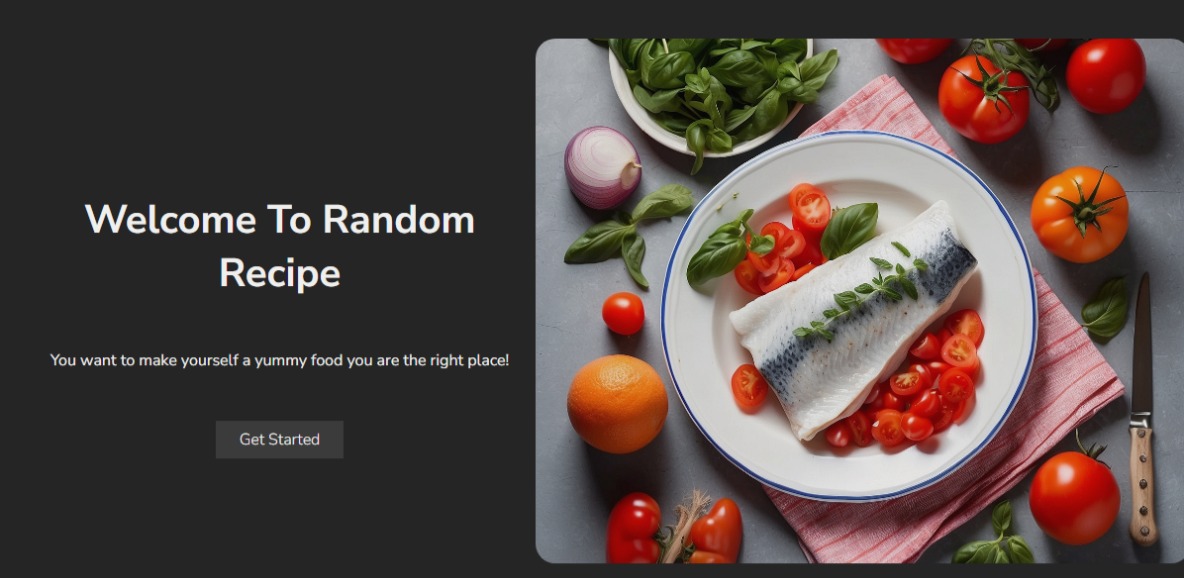 Welcome To Random
Recipe
You want to make yourself a yummy food you are the right place!
Get Started